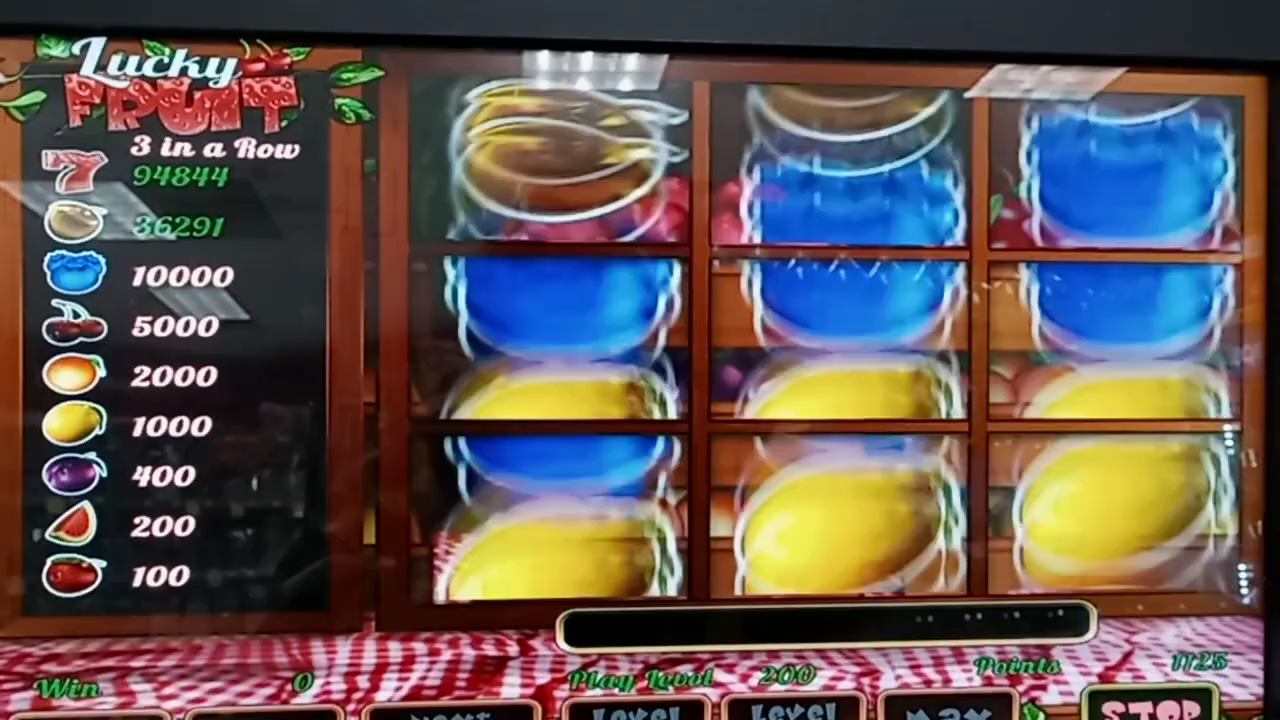 Lucky
FRUIT
3 in a Row
7 94844
36291
10000
5000
2000
1000
400
200
100
Win 0 Play Level 200 Points 1125
LEVEL LEVEL MAX STOP